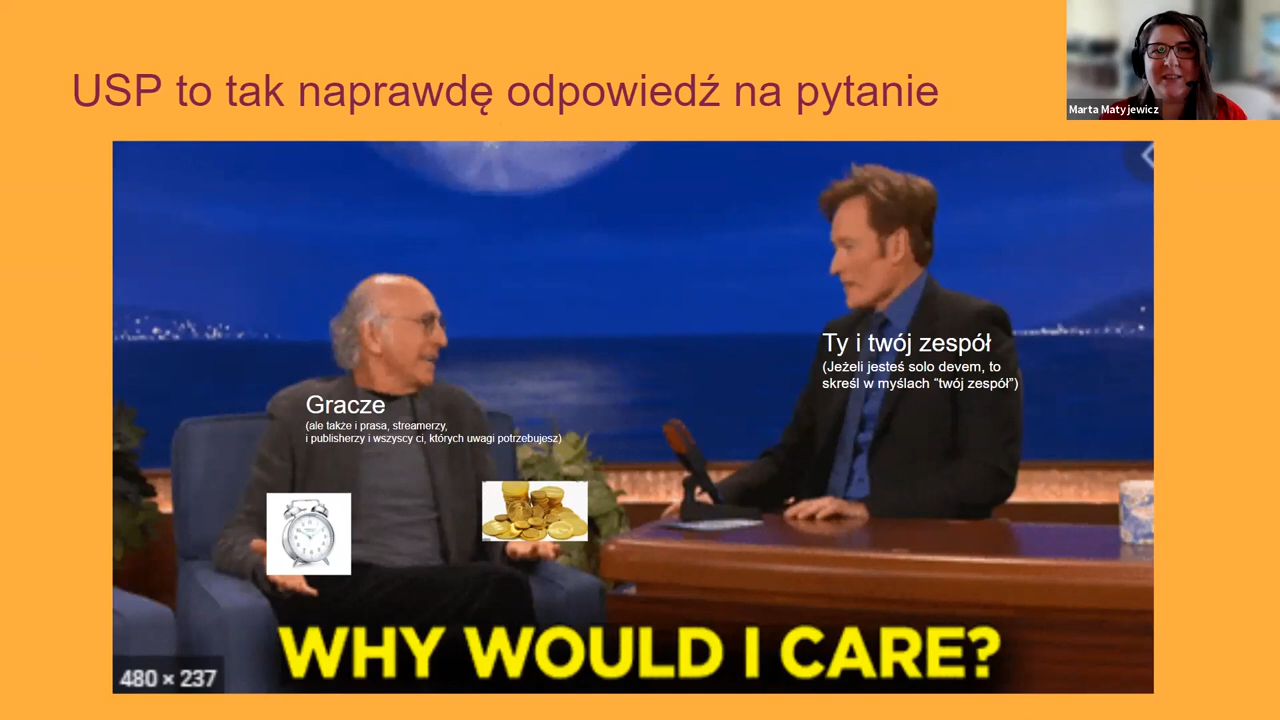 USP to tak naprawdę odpowiedź na pytanie
Marta Matyjewicz
Ty i twój zespół
(Jeżeli jesteś solo devem, to
skreśl w myślach “twój zespół”)
Gracze
(ale także i prasa, streamerzy,
i publisherzy i wszyscy ci, których uwagi potrzebujesz)
WHY WOULD I CARE?
480 × 237